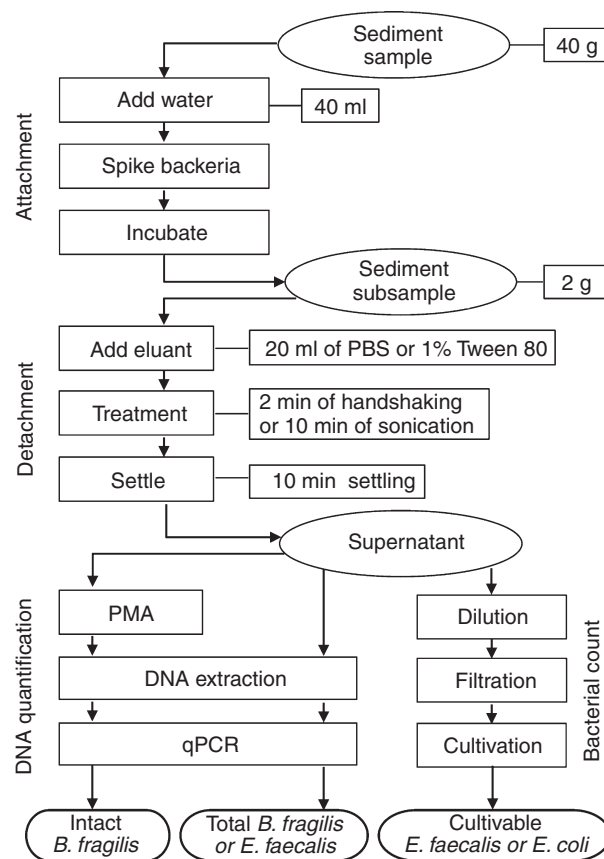 Sediment
sample
40 g
Add water
40 ml
Attachment
Spike backeria
Incubate
Sediment
subsample
2 g
Add eluant
20 ml of PBS or 1% Tween 80
Detachment
Treatment
2 min of handshaking
or 10 min of sonication
Settle
10 min settling
Supernatant
PMA
Dilution
DNA quantification
DNA extraction
Filtration
Bacterial count
qPCR
Cultivation
Intact
B. fragilis
Total B. fragilis
or E. faecalis
Cultivable
E. faecalis or E. coli